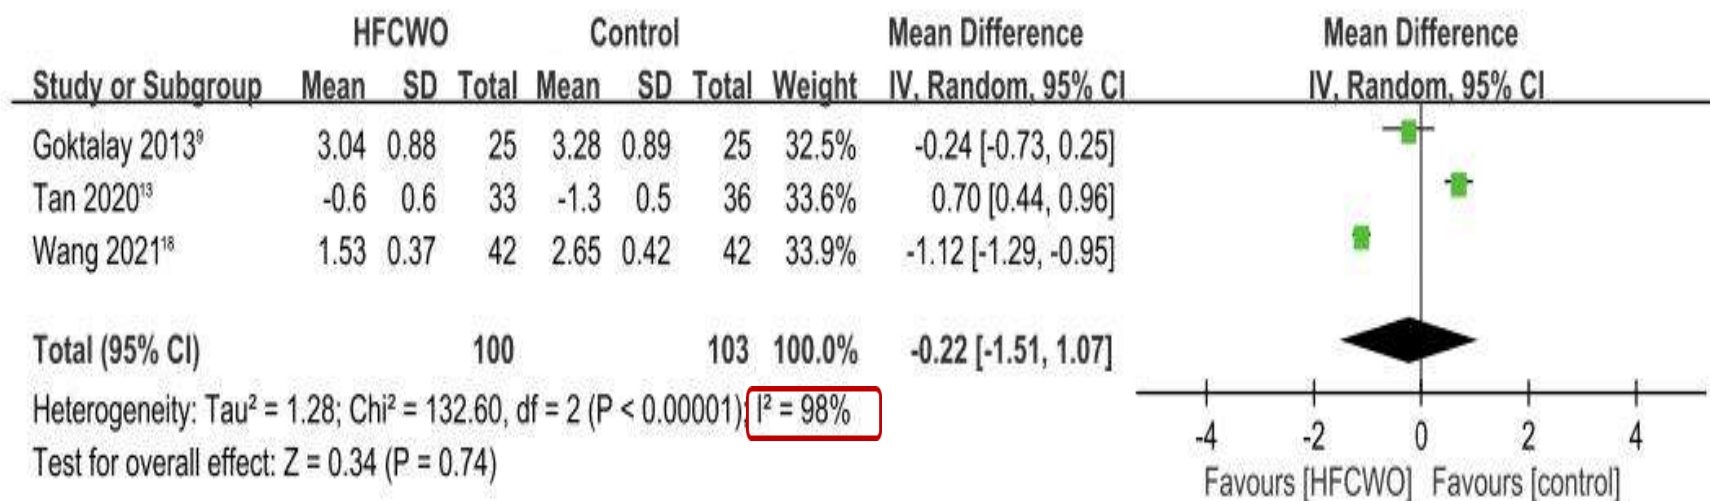 HFCWO Control Mean Difference Mean Difference
Study or Subgroup Mean SD Total Mean SD Total Weight IV, Random, 95% CI IV, Random, 95% CI
Goktalay 2013⁹ 3.04 0.88 25 3.28 0.89 25 32.5% -0.24 [-0.73, 0.25]
Tan 2020¹³ -0.6 0.6 33 -1.3 0.5 36 33.6% 0.70 [0.44, 0.96]
Wang 2021¹⁸ 1.53 0.37 42 2.65 0.42 42 33.9% -1.12 [-1.29, -0.95]
Total (95% CI) 100 103 100.0% -0.22 [-1.51, 1.07]
Heterogeneity: Tau² = 1.28; Chi² = 132.60, df = 2 (P < 0.00001); I² = 98%
Test for overall effect: Z = 0.34 (P = 0.74)
-4 -2 0 2 4
Favours [HFCWO] Favours [control]